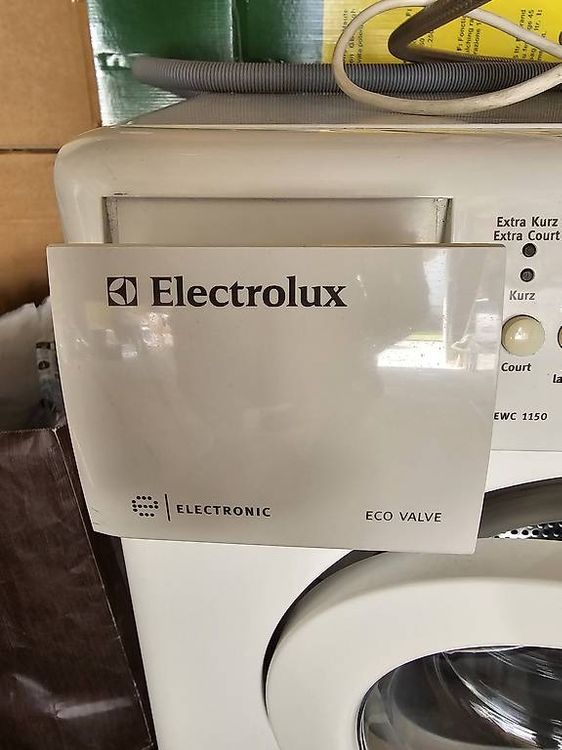 Extra Kurz
Extra Court
Kurz
Court
EWC 1150
Electrolux
ELECTRONIC
ECO VALVE